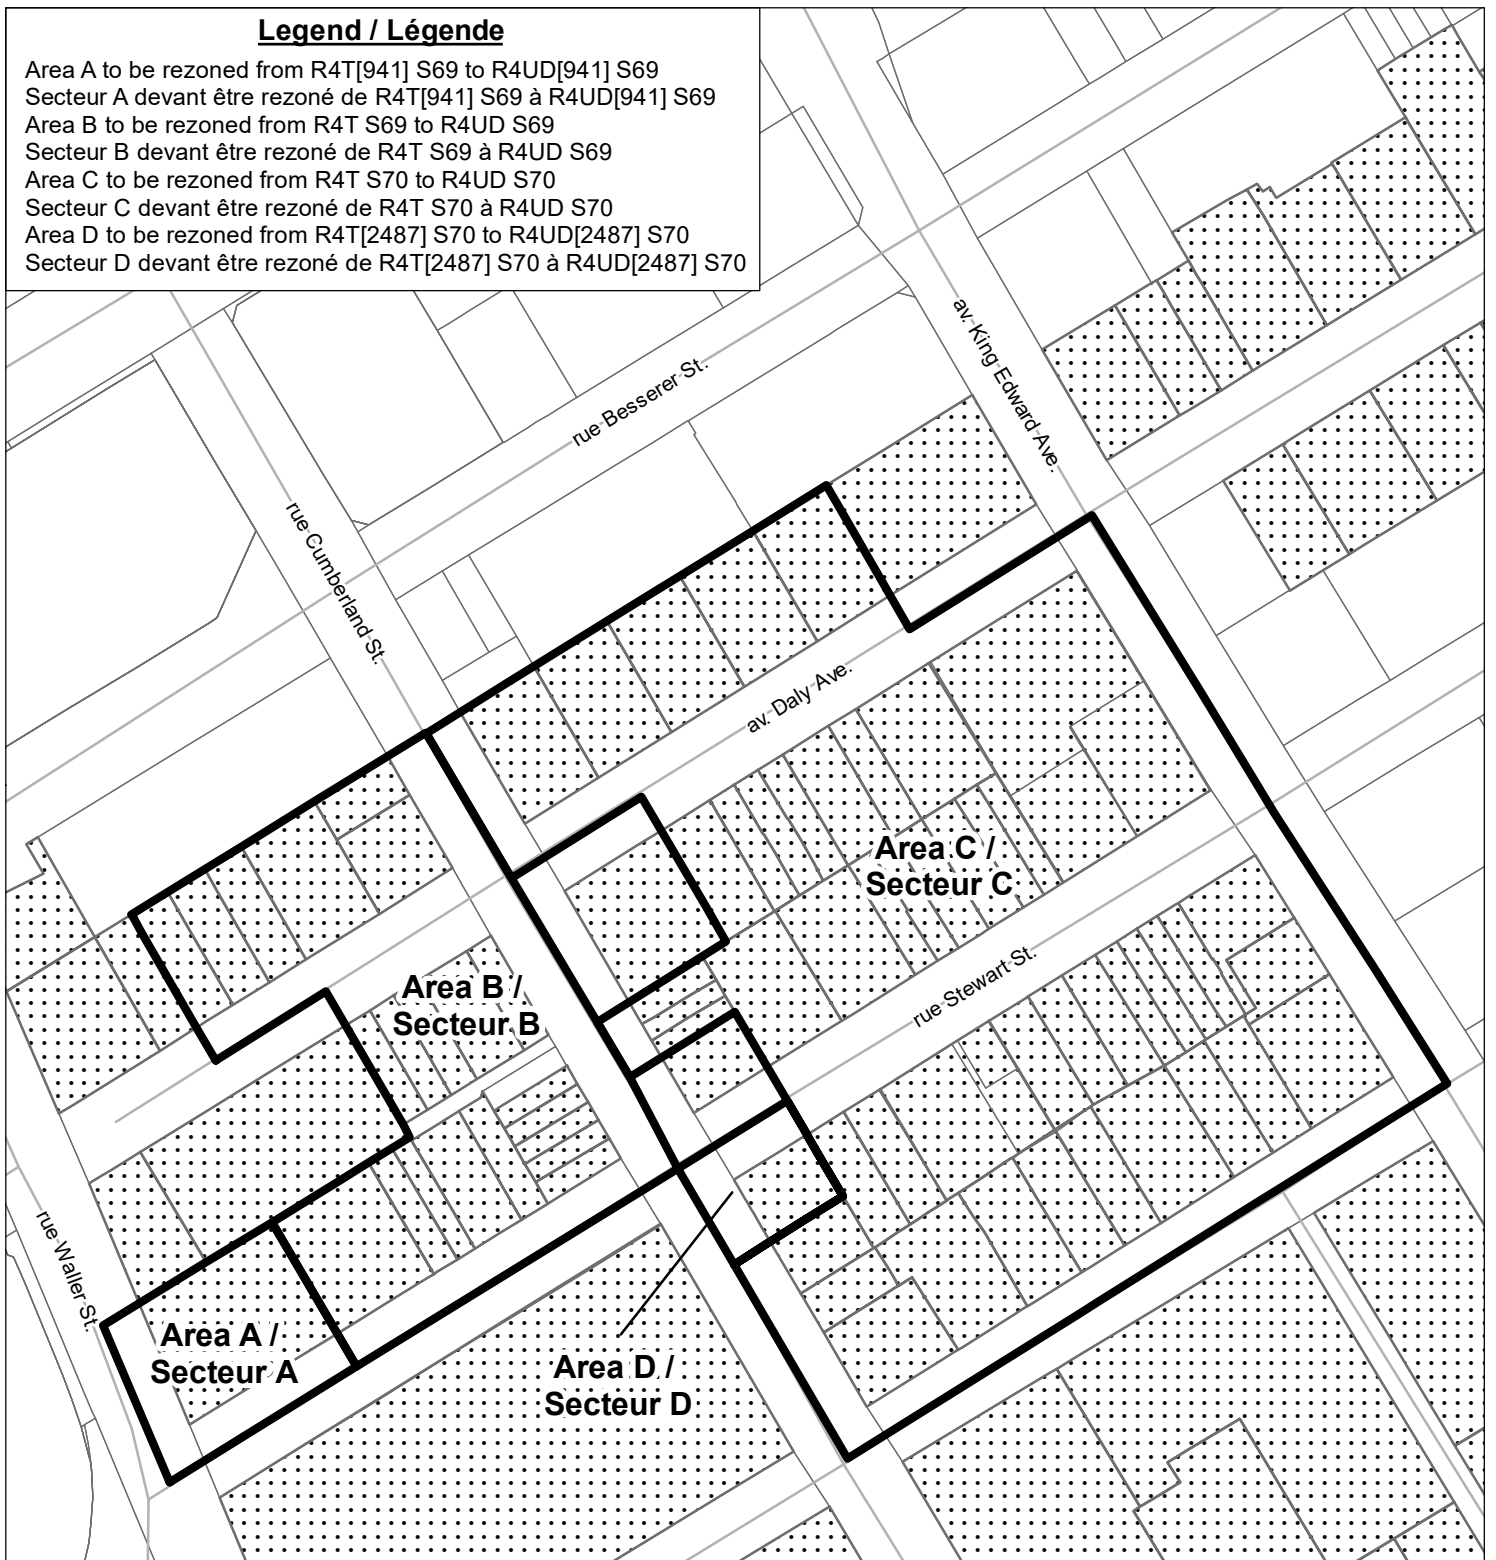 Legend / Légende
Area A to be rezoned from R4T[941] S69 to R4UD[941] S69
Secteur A devant être rezoné de R4T[941] S69 à R4UD[941] S69
Area B to be rezoned from R4T S69 to R4UD S69
Secteur B devant être rezoné de R4T S69 à R4UD S69
Area C to be rezoned from R4T S70 to R4UD S70
Secteur C devant être rezoné de R4T S70 à R4UD S70
Area D to be rezoned from R4T[2487] S70 to R4UD[2487] S70
Secteur D devant être rezoné de R4T[2487] S70 à R4UD[2487] S70
av. King Edward Ave.
rue Besserer St.
rue Cumberland St.
av. Daly Ave.
Area C /
Secteur C
rue Stewart St.
Area B /
Secteur B
rue Waller St.
Area A /
Secteur A
Area D /
Secteur D